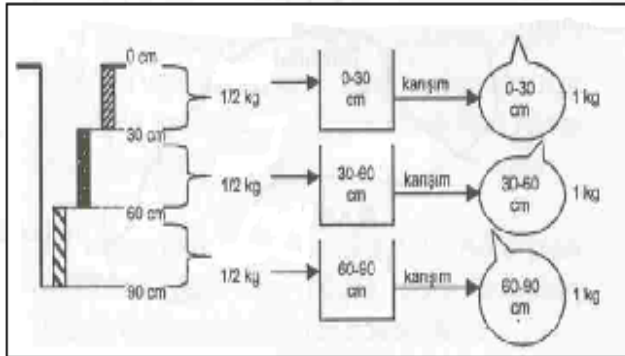 0 cm
1/2 kg
0-30
cm
karışım
0-30
cm
1 kg
30 cm
1/2 kg
30-60
cm
karışım
30-60
cm
1 kg
60 cm
1/2 kg
60-90
cm
karışım
60-90
cm
1 kg
90 cm